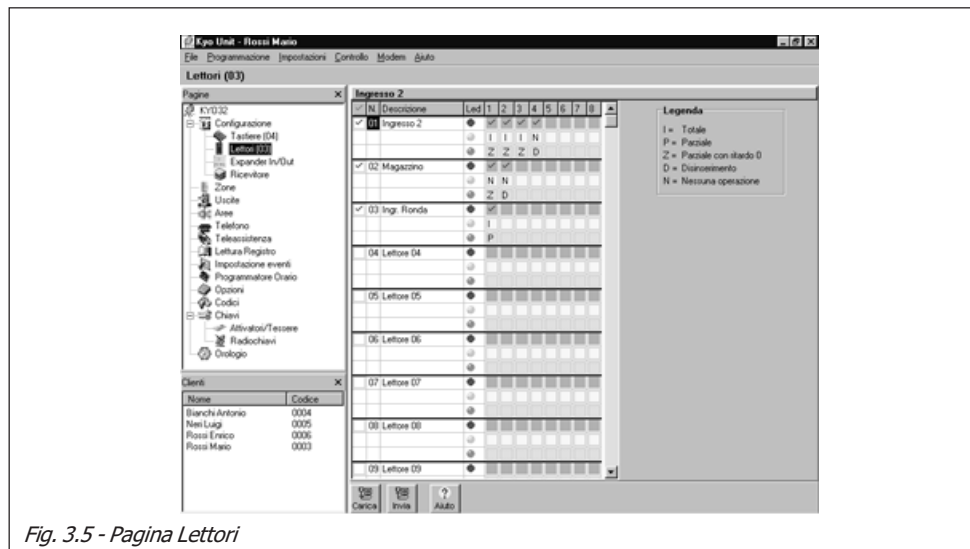 Kyo Unit - Rossi Mario
File Programmazione Impostazioni Controllo Modem Aiuto
Lettori (03)
Pagine
KYO32
Configurazione
Tastiere (04)
Lettori (03)
Expander In/Out
Ricevitore
Zone
Uscite
Aree
Telefono
Teleassistenza
Lettura Registro
Impostazione eventi
Programmatore Orario
Opzioni
Codici
Chiavi
Attivatori/Tessere
Radiochiavi
Orologio
Clienti
Nome Codice
Bianchi Antonio 0004
Neri Luigi 0005
Rossi Enrico 0006
Rossi Mario 0003
Ingresso 2
N. Descrizione Led 1 2 3 4 5 6 7 8
01 Ingresso 2
I I I N
Z Z Z D
02 Magazzino
N N
Z D
03 Ingr. Ronda
I
P
04 Lettore 04
05 Lettore 05
06 Lettore 06
07 Lettore 07
08 Lettore 08
09 Lettore 09
Legenda
I = Totale
P = Parziale
Z = Parziale con ritardo 0
D = Disinserimento
N = Nessuna operazione
Carica Invia Aiuto
Fig. 3.5 - Pagina Lettori